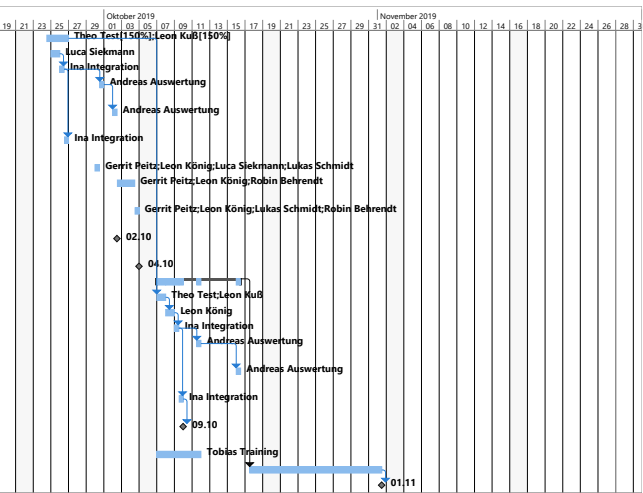 Oktober 2019 November 2019
19 21 23 25 27 29 01 03 05 07 09 11 13 15 17 19 21 23 25 27 29 31 02 04 06 08 10 12 14 16 18 20 22 24 26 28 30
Theo Test[150%];Leon Kuß[150%]
Luca Siekmann
Ina Integration
Andreas Auswertung
Andreas Auswertung
Ina Integration
Gerrit Peitz;Leon König;Luca Siekmann;Lukas Schmidt
Gerrit Peitz;Leon König;Robin Behrendt
Gerrit Peitz;Leon König;Lukas Schmidt;Robin Behrendt
02.10
04.10
Theo Test;Leon Kuß
Leon König
Ina Integration
Andreas Auswertung
Andreas Auswertung
Ina Integration
09.10
Tobias Training
01.11